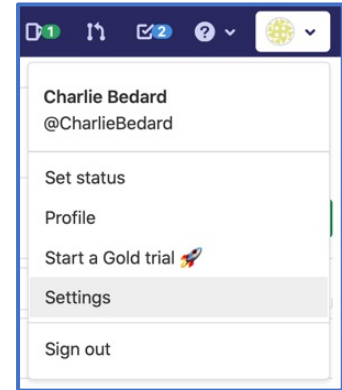 1 2 ?
Charlie Bedard
@CharlieBedard
Set status
Profile
Start a Gold trial 🚀
Settings
Sign out